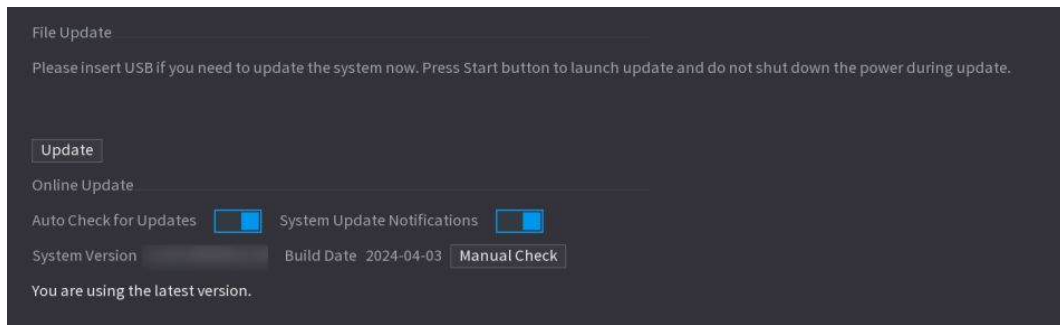 File Update
Please insert USB if you need to update the system now. Press Start button to launch update and do not shut down the power during update.
Update
Online Update
Auto Check for Updates System Update Notifications
System Version Build Date 2024-04-03 Manual Check
You are using the latest version.